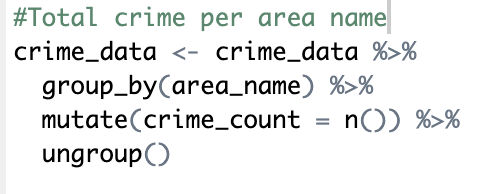 #Total crime per area name
crime_data <- crime_data %>%
  group_by(area_name) %>%
  mutate(crime_count = n()) %>%
  ungroup()